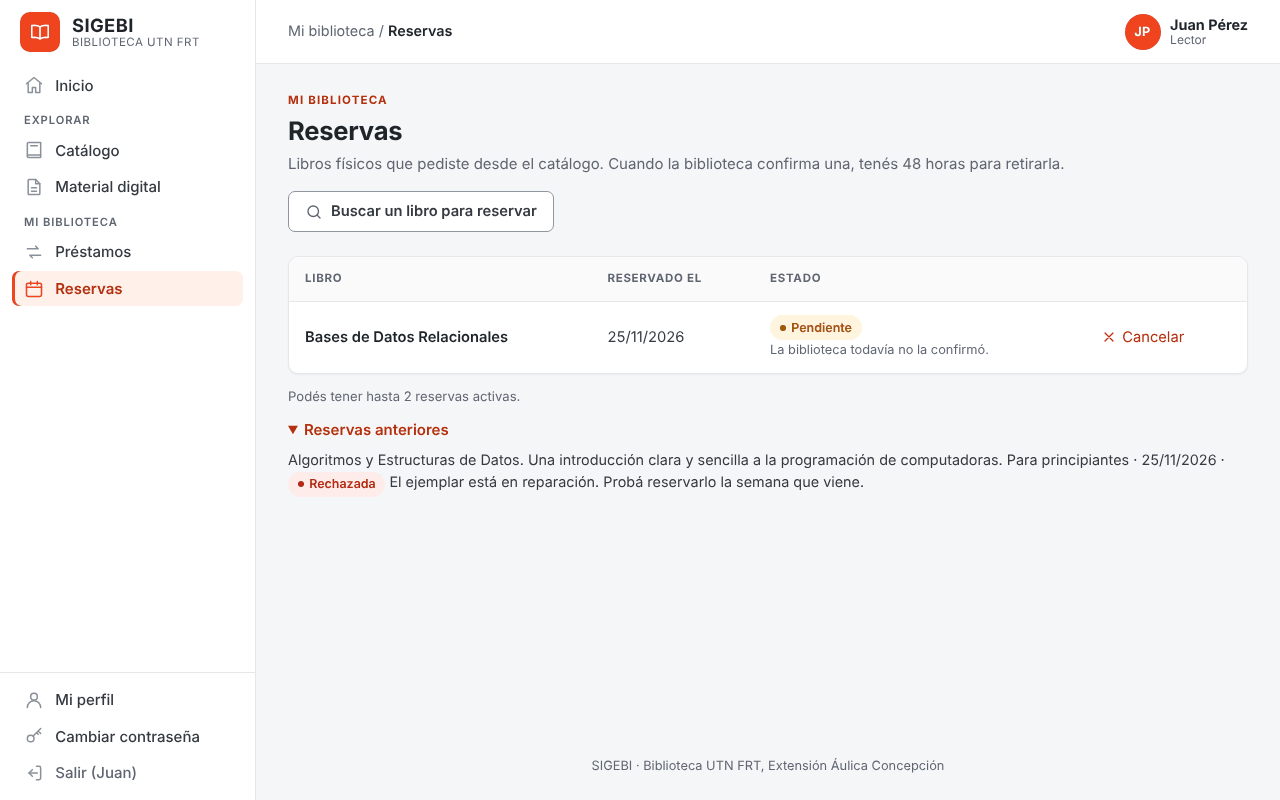 SIGEBI
BIBLIOTECA UTN FRT
Inicio
EXPLORAR
Catálogo
Material digital
MI BIBLIOTECA
Préstamos
Reservas
Mi perfil
Cambiar contraseña
Salir (Juan)
Mi biblioteca / Reservas
JP
Juan Pérez
Lector
MI BIBLIOTECA
Reservas
Libros físicos que pediste desde el catálogo. Cuando la biblioteca confirma una, tenés 48 horas para retirarla.
Buscar un libro para reservar
LIBRO RESERVADO EL ESTADO
Bases de Datos Relacionales 25/11/2026 Pendiente Cancelar
La biblioteca todavía no la confirmó.
Podés tener hasta 2 reservas activas.
Reservas anteriores
Algoritmos y Estructuras de Datos. Una introducción clara y sencilla a la programación de computadoras. Para principiantes · 25/11/2026 ·
Rechazada El ejemplar está en reparación. Probá reservarlo la semana que viene.
SIGEBI · Biblioteca UTN FRT, Extensión Áulica Concepción